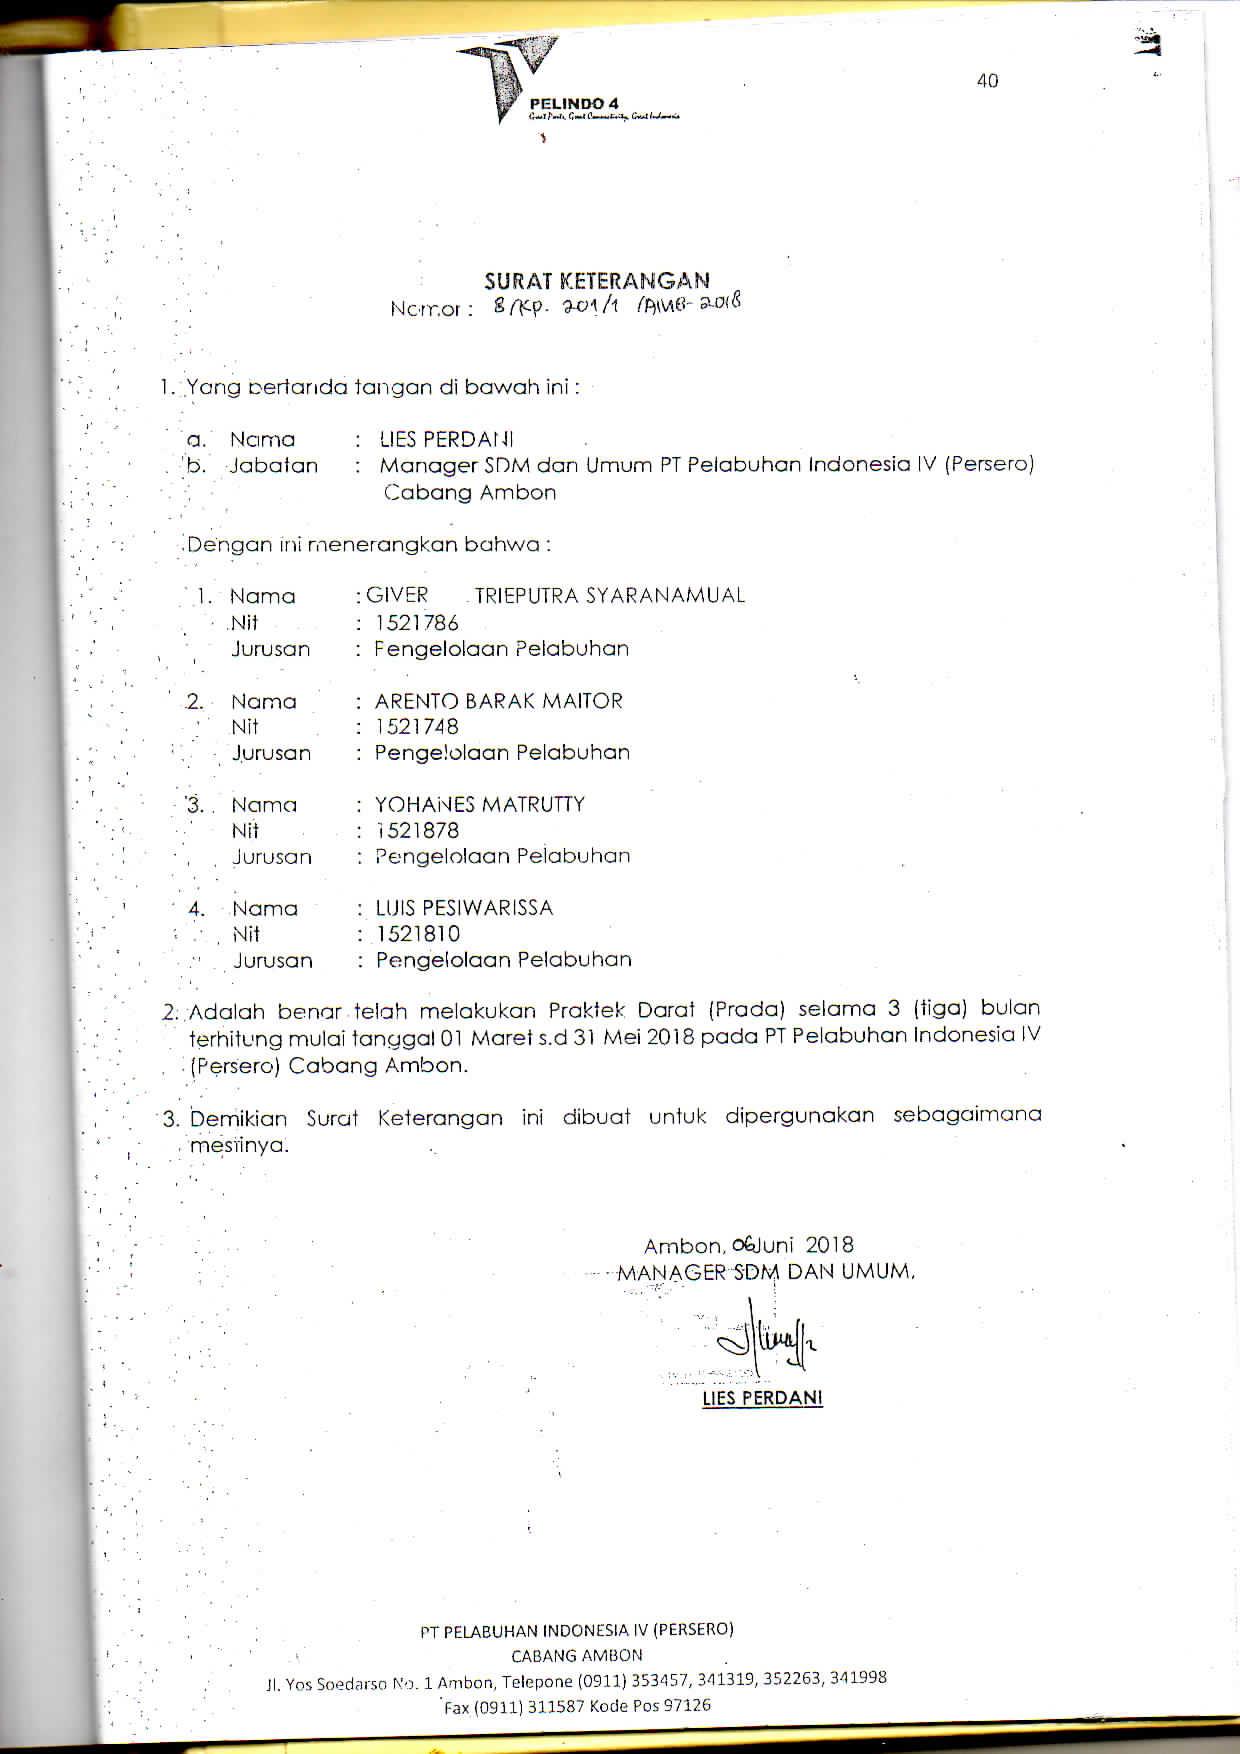 40
PELINDO 4
Great Ports, Great Connectivity, Great Indonesia
SURAT KETERANGAN
Nomor : 8/KP. 201/1 /AMB-2018
1. Yang bertanda tangan di bawah ini :
a. Nama : LIES PERDANI
b. Jabatan : Manager SDM dan Umum PT Pelabuhan Indonesia IV (Persero)
Cabang Ambon
Dengan ini menerangkan bahwa :
1. Nama : GIVER TRIEPUTRA SYARANAMUAL
Nit : 1521786
Jurusan : Pengelolaan Pelabuhan
2. Nama : ARENTO BARAK MAITOR
Nit : 1521748
Jurusan : Pengelolaan Pelabuhan
3. Nama : YOHANES MATRUTTY
Nit : 1521878
Jurusan : Pengelolaan Pelabuhan
4. Nama : LUIS PESIWARISSA
Nit : 1521810
Jurusan : Pengelolaan Pelabuhan
2. Adalah benar telah melakukan Praktek Darat (Prada) selama 3 (tiga) bulan
terhitung mulai tanggal 01 Maret s.d 31 Mei 2018 pada PT Pelabuhan Indonesia IV
(Persero) Cabang Ambon.
3. Demikian Surat Keterangan ini dibuat untuk dipergunakan sebagaimana
mestinya.
Ambon, 06 Juni 2018
MANAGER SDM DAN UMUM,
LIES PERDANI
PT PELABUHAN INDONESIA IV (PERSERO)
CABANG AMBON
Jl. Yos Soedarso No. 1 Ambon, Telepone (0911) 353457, 341319, 352263, 341998
Fax (0911) 311587 Kode Pos 97126